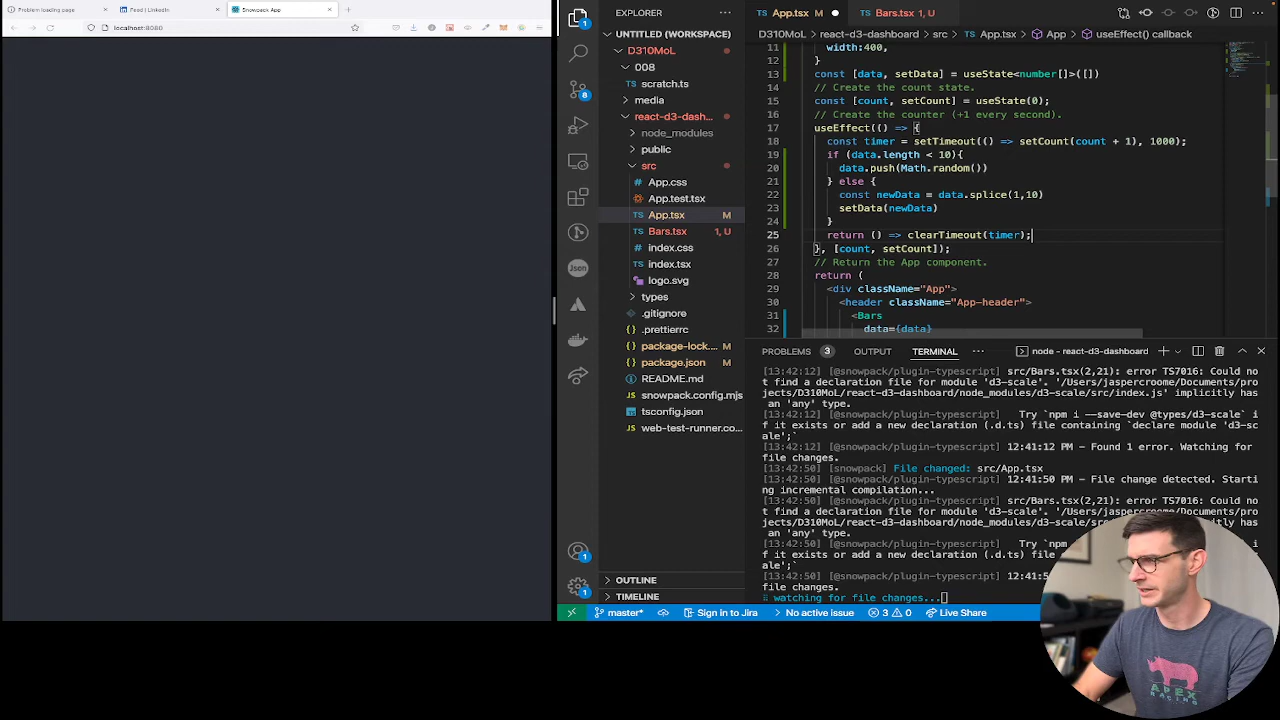 Problem loading page
Feed | LinkedIn
Snowpack App
localhost:8080
EXPLORER
UNTITLED (WORKSPACE)
D310MoL
008
scratch.ts
media
react-d3-dash...
node_modules
public
src
App.css
App.test.tsx
App.tsx M
Bars.tsx 1, U
index.css
index.tsx
logo.svg
types
.gitignore
.prettierrc
package-lock.... M
package.json M
README.md
snowpack.config.mjs
tsconfig.json
web-test-runner.co...
OUTLINE
TIMELINE
App.tsx M
Bars.tsx 1, U
D310MoL > react-d3-dashboard > src > App.tsx > App > useEffect() callback
11 width:400,
12 }
13 const [data, setData] = useState<number[]>([])
14 // Create the count state.
15 const [count, setCount] = useState(0);
16 // Create the counter (+1 every second).
17 useEffect(() => {
18 const timer = setTimeout(() => setCount(count + 1), 1000);
19 if (data.length < 10){
20 data.push(Math.random())
21 } else {
22 const newData = data.splice(1,10)
23 setData(newData)
24 }
25 return () => clearTimeout(timer);
26 }, [count, setCount]);
27 // Return the App component.
28 return (
29 <div className="App">
30 <header className="App-header">
31 <Bars
32 data={data}
PROBLEMS 3 OUTPUT TERMINAL ... node - react-d3-dashboard
[13:42:12] [@snowpack/plugin-typescript] src/Bars.tsx(2,21): error TS7016: Could no
t find a declaration file for module 'd3-scale'. '/Users/jaspercroome/Documents/pro
jects/D310MoL/react-d3-dashboard/node_modules/d3-scale/src/index.js' implicitly has
an 'any' type.
[13:42:12] [@snowpack/plugin-typescript] Try `npm i --save-dev @types/d3-scale` i
f it exists or add a new declaration (.d.ts) file containing `declare module 'd3-sc
ale';`
[13:42:12] [@snowpack/plugin-typescript] 12:41:12 PM - Found 1 error. Watching for
file changes.
[13:42:50] [snowpack] File changed: src/App.tsx
[13:42:50] [@snowpack/plugin-typescript] 12:41:50 PM - File change detected. Starti
ng incremental compilation...
[13:42:50] [@snowpack/plugin-typescript] src/Bars.tsx(2,21): error TS7016: Could no
t find a declaration file for module 'd3-scale'. '/Users/jaspercroome/Documents/pro
jects/D310MoL/react-d3-dashboard/node_modules/d3-scale/src/index.js' implicitly has
an 'any' type.
[13:42:50] [@snowpack/plugin-typescript] Try `npm
f it exists or add a new declaration (.d.ts) file con
ale';`
[13:42:50] [@snowpack/plugin-typescript] 12:41:5
file changes.
watching for file changes...
master* Sign in to Jira No active issue 3 0 Live Share
APEX
RACING